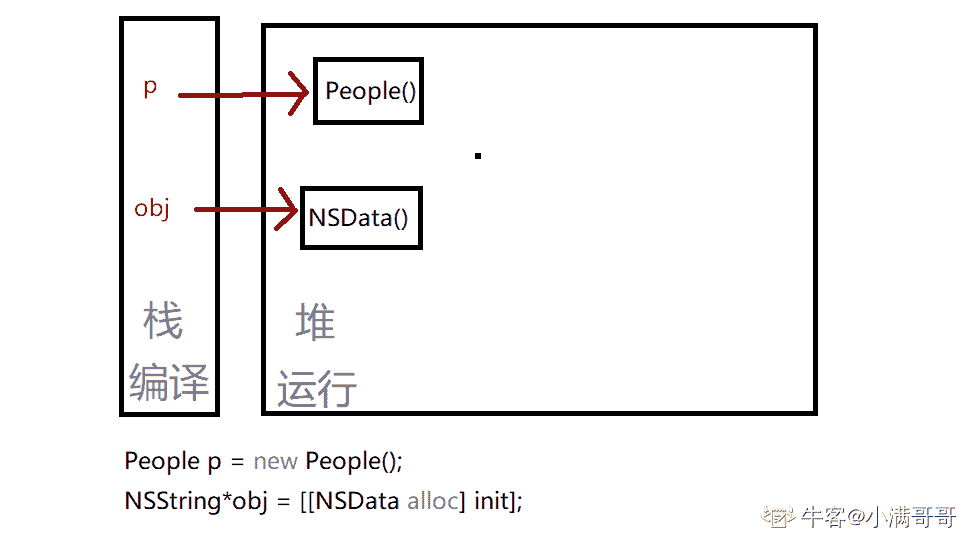 p
People()
obj
NSData()
栈
堆
编译
运行
People p = new People();
NSString*obj = [[NSData alloc] init];
牛客@小满哥哥